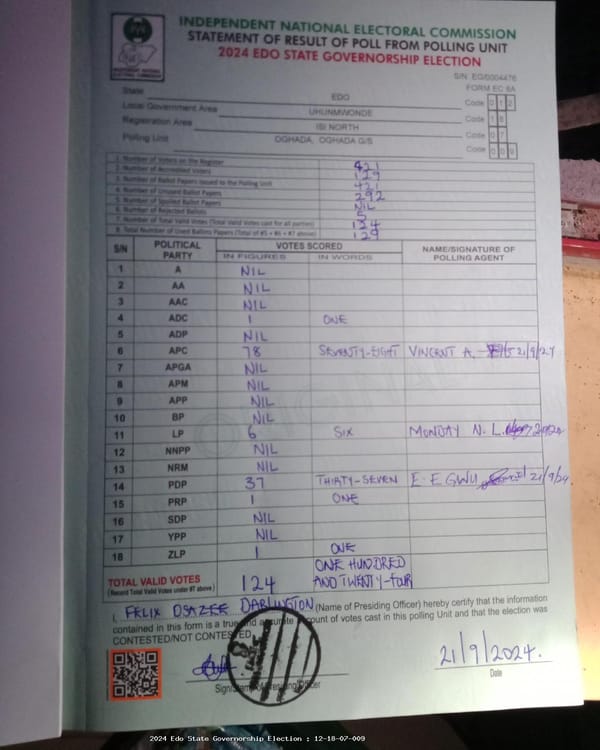 INDEPENDENT NATIONAL ELECTORAL COMMISSION
STATEMENT OF RESULT OF POLL FROM POLLING UNIT
2024 EDO STATE GOVERNORSHIP ELECTION
S/N: EG/0004476
FORM EC 8A
State EDO Code 0 1 2
Local Government Area UHUNMWONDE Code 1 8
Registration Area ISI NORTH Code 0 7
Polling Unit OGHADA, OGHADA G/S Code 0 0 9
1. Number of Voters on the Register 421
2. Number of Accredited Voters 129
3. Number of Ballot Papers Issued to the Polling Unit 421
4. Number of Unused Ballot Papers 292
5. Number of Spoiled Ballot Papers NIL
6. Number of Rejected Ballots 5
7. Number of Total Valid Votes (Total Valid Votes cast for all parties) 124
8. Total Number of Used Ballots Papers (Total of #5 + #6 + #7 above) 129
S/N POLITICAL PARTY VOTES SCORED NAME/SIGNATURE OF POLLING AGENT
IN FIGURES IN WORDS
1 A NIL
2 AA NIL
3 AAC NIL
4 ADC 1 ONE
5 ADP NIL
6 APC 78 SEVENTY-EIGHT VINCENT A. 21/9/24
7 APGA NIL
8 APM NIL
9 APP NIL
10 BP NIL
11 LP 6 SIX MONDAY N. L.
12 NNPP NIL
13 NRM NIL
14 PDP 37 THIRTY-SEVEN E. E GWU 21/9/24.
15 PRP 1 ONE
16 SDP NIL
17 YPP NIL
18 ZLP 1 ONE
TOTAL VALID VOTES 124 ONE HUNDRED AND TWENTY-FOUR
(Record Total Valid Votes under #7 above)
I, FELIX OSAZEE DARLINGTON (Name of Presiding Officer) hereby certify that the information
contained in this form is a true and accurate account of votes cast in this polling Unit and that the election was
CONTESTED/NOT CONTESTED.
21/9/2024.
Sign/Stamp of Presiding Officer Date
2024 Edo State Governorship Election : 12-18-07-009